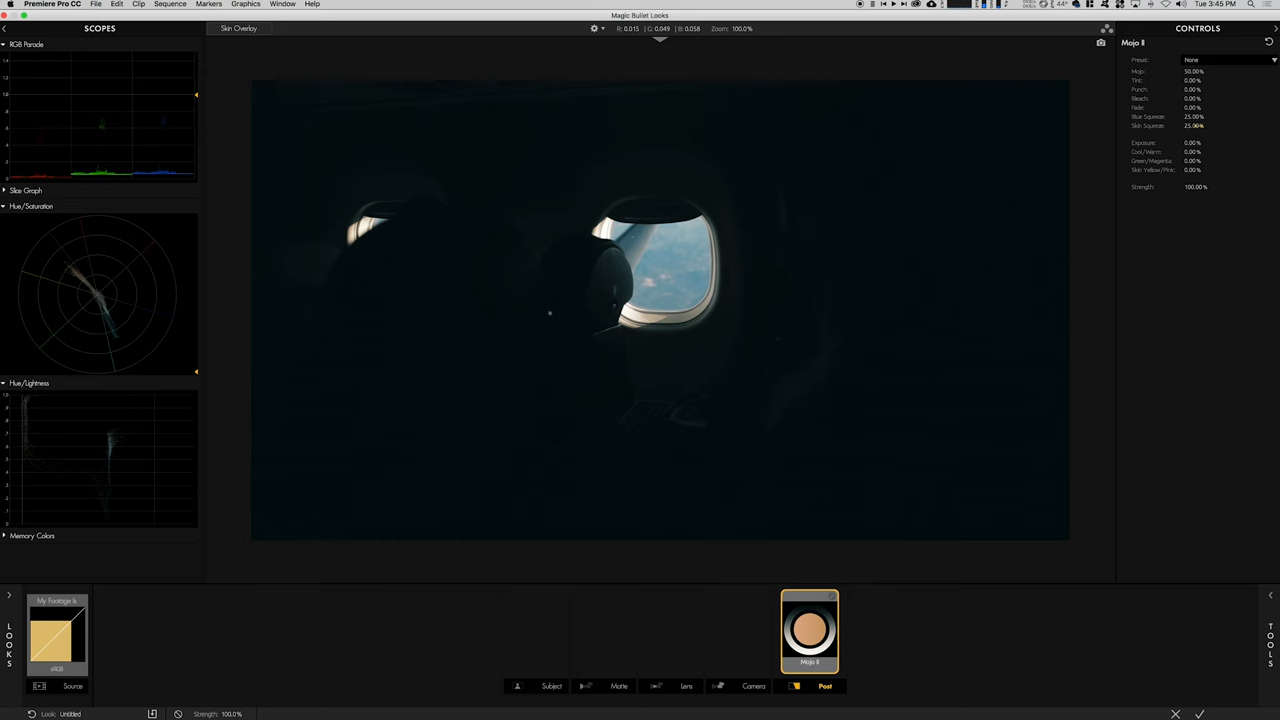 Premiere Pro CC File Edit Clip Sequence Markers Graphics Window Help
44° Tue 3:45 PM
Magic Bullet Looks
SCOPES
Skin Overlay
R: 0.015 | G: 0.049 | B: 0.058 Zoom: 100.0%
CONTROLS
RGB Parade
Mojo II
Preset: None
Mojo: 50.00%
Tint: 0.00%
Punch: 0.00%
Bleach: 0.00%
Fade: 0.00%
Blue Squeeze: 25.00%
Skin Squeeze: 25.00%
Exposure: 0.00%
Cool/Warm: 0.00%
Green/Magenta: 0.00%
Skin Yellow/Pink: 0.00%
Strength: 100.00%
Slice Graph
Hue/Saturation
Hue/Lightness
Memory Colors
LOOKS
My Footage Is
sRGB
Source
Mojo II
Subject
Matte
Lens
Camera
Post
TOOLS
Look: Untitled
Strength: 100.0%